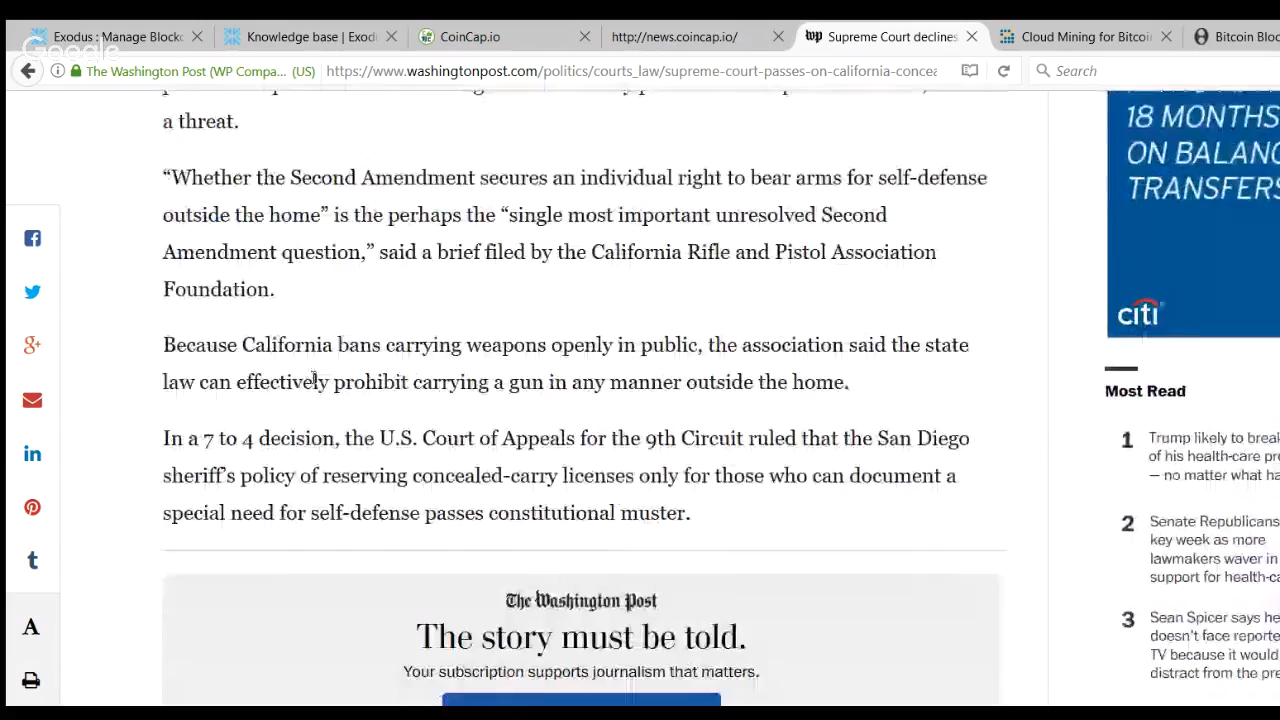 Exodus : Manage Blockc
Knowledge base | Exod
CoinCap.io
http://news.coincap.io/
wp Supreme Court declines
Cloud Mining for Bitcoi
Bitcoin Bloc
Google
The Washington Post (WP Compa... (US)
https://www.washingtonpost.com/politics/courts_law/supreme-court-passes-on-california-concea
Search
a threat.
“Whether the Second Amendment secures an individual right to bear arms for self-defense
outside the home” is the perhaps the “single most important unresolved Second
Amendment question,” said a brief filed by the California Rifle and Pistol Association
Foundation.
Because California bans carrying weapons openly in public, the association said the state
law can effectively prohibit carrying a gun in any manner outside the home.
In a 7 to 4 decision, the U.S. Court of Appeals for the 9th Circuit ruled that the San Diego
sheriff’s policy of reserving concealed-carry licenses only for those who can document a
special need for self-defense passes constitutional muster.
The Washington Post
The story must be told.
Your subscription supports journalism that matters.
A
18 MONTHS
ON BALANC
TRANSFERS
citi
Most Read
1 Trump likely to break
of his health-care pr
– no matter what ha
2 Senate Republicans
key week as more
lawmakers waver in
support for health-ca
3 Sean Spicer says he
doesn't face reporte
TV because it would
distract from the pre